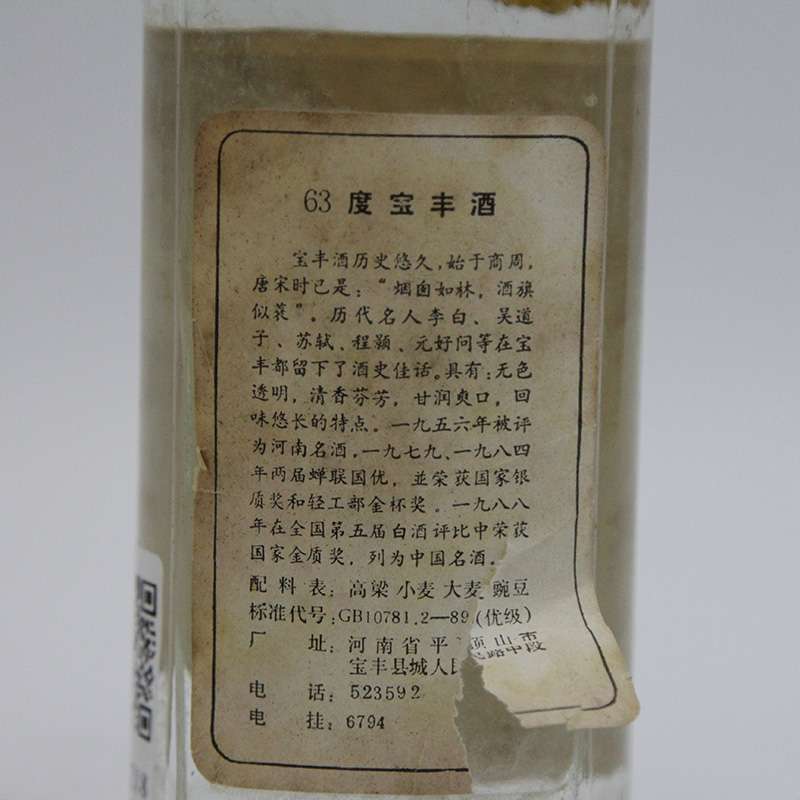 63度宝丰酒
宝丰酒历史悠久，始于商周，
唐宋时已是：“烟囱如林，酒旗
似萁”。历代名人李白、吴道
子、苏轼、程颢、元好问等在宝
丰都留下了酒史佳话。具有：无色
透明，清香芬芳，甘润爽口，回
味悠长的特点。一九五六年被评
为河南名酒，一九七九、一九八四
年两届蝉联国优，並荣获国家银
质奖和轻工部金杯奖。一九八八
年在全国第五届白酒评比中荣获
国家金质奖，列为中国名酒。
配料表：高粱 小麦 大麦 豌豆
标准代号：GB10781.2—89（优级）
厂址：河南省平顶山市
宝丰县城人民路中段
电话：523592
电挂：6794